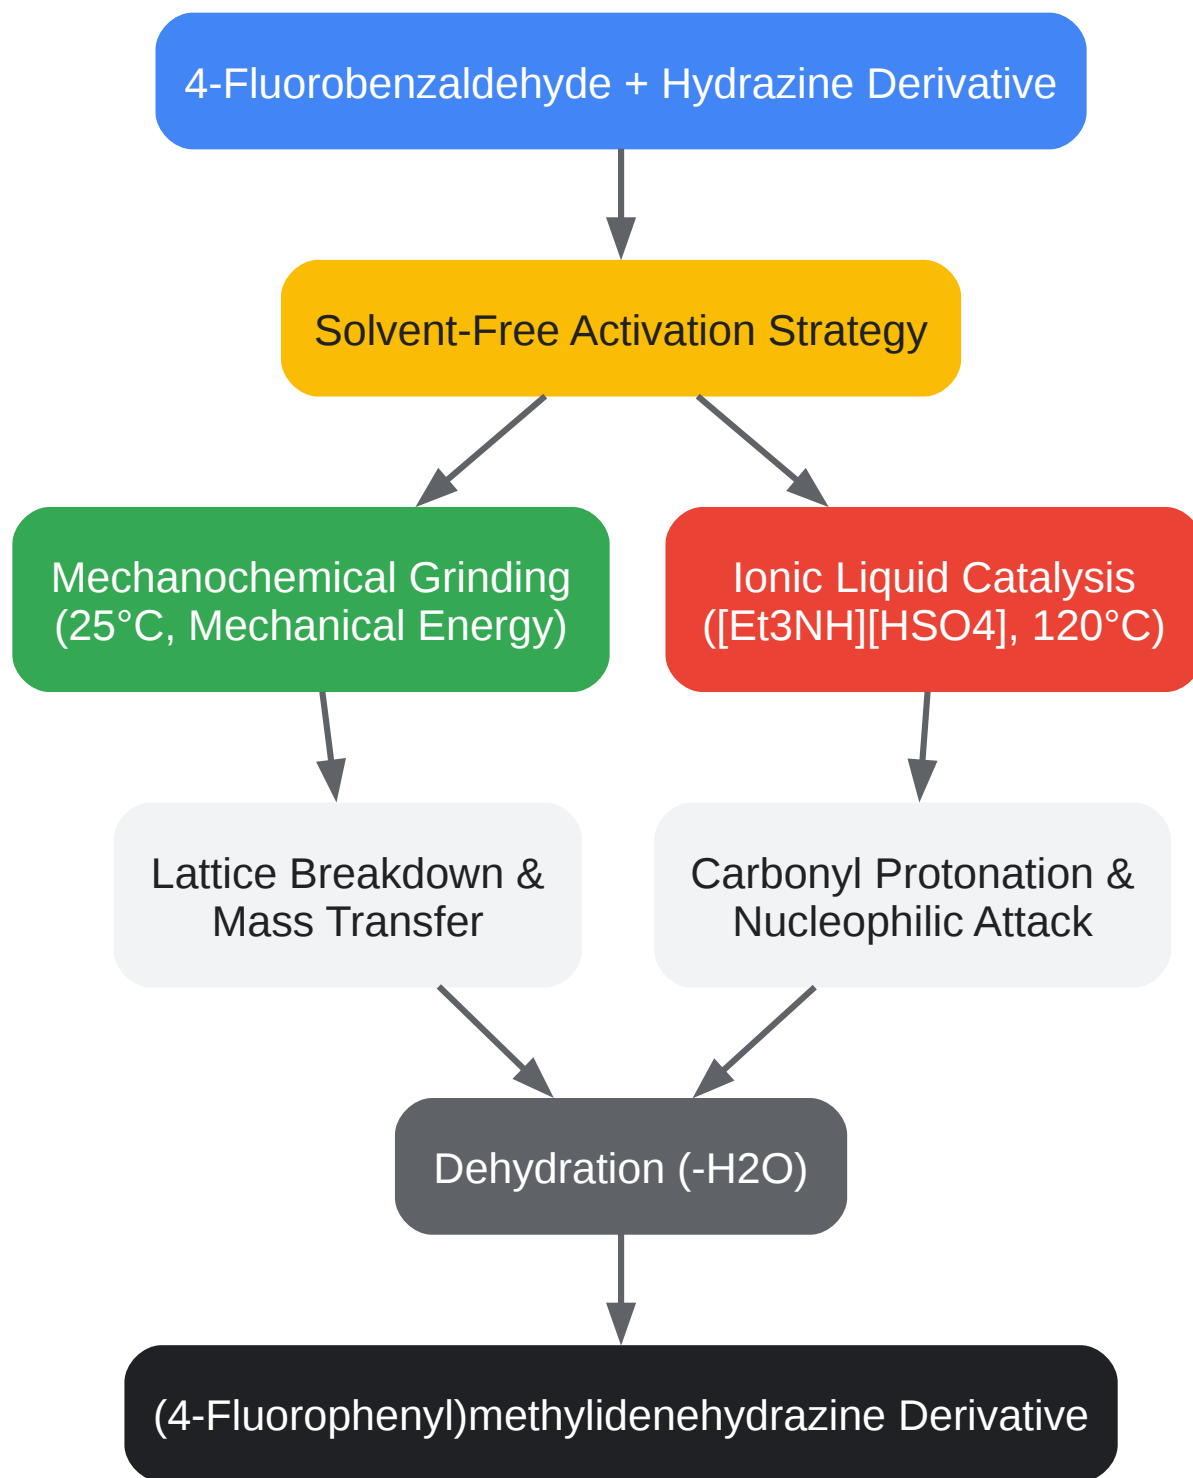 4-Fluorobenzaldehyde + Hydrazine Derivative
Solvent-Free Activation Strategy
Mechanochemical Grinding
(25°C, Mechanical Energy)
Ionic Liquid Catalysis
([Et3NH][HSO4], 120°C)
Lattice Breakdown &
Mass Transfer
Carbonyl Protonation &
Nucleophilic Attack
Dehydration (-H2O)
(4-Fluorophenyl)methylidenehydrazine Derivative